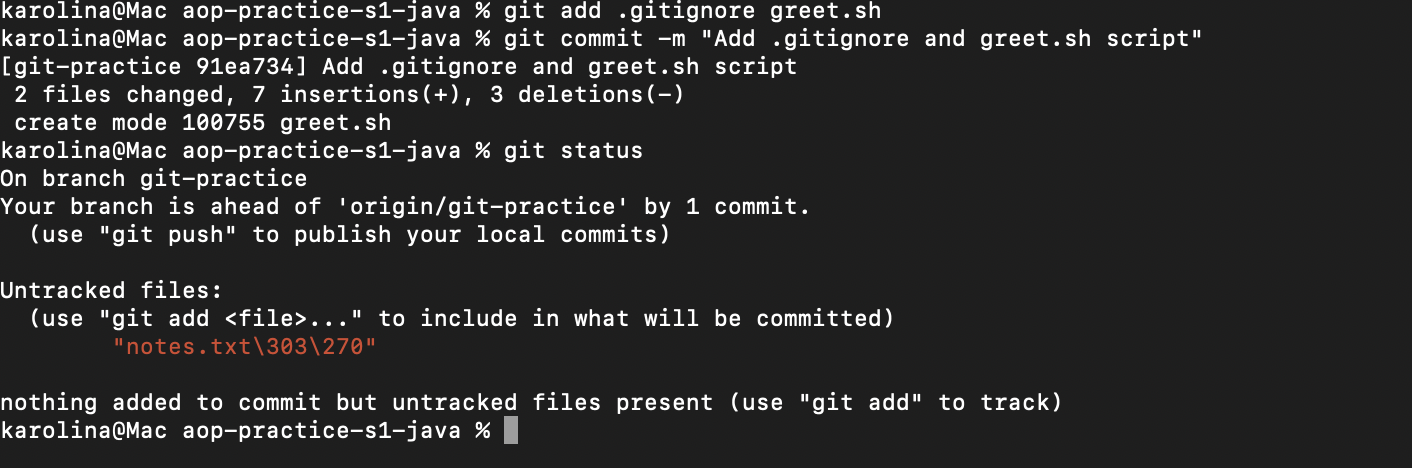 karolina@Mac aop-practice-s1-java % git add .gitignore greet.sh
karolina@Mac aop-practice-s1-java % git commit -m "Add .gitignore and greet.sh script"
[git-practice 91ea734] Add .gitignore and greet.sh script
 2 files changed, 7 insertions(+), 3 deletions(-)
 create mode 100755 greet.sh
karolina@Mac aop-practice-s1-java % git status
On branch git-practice
Your branch is ahead of 'origin/git-practice' by 1 commit.
  (use "git push" to publish your local commits)

Untracked files:
  (use "git add <file>..." to include in what will be committed)
        "notes.txt\303\270"

nothing added to commit but untracked files present (use "git add" to track)
karolina@Mac aop-practice-s1-java %